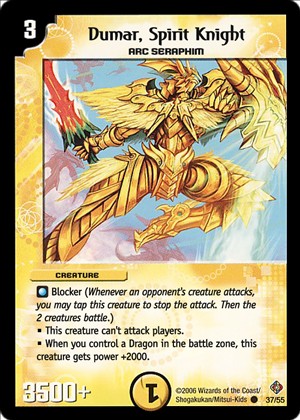 3
Dumar, Spirit Knight
ARC SERAPHIM
CREATURE
Blocker (Whenever an opponent's creature attacks,
you may tap this creature to stop the attack. Then the
2 creatures battle.)
• This creature can't attack players.
• When you control a Dragon in the battle zone, this
creature gets power +2000.
3500+
1
©2006 Wizards of the Coast/
Shogakukan/Mitsui-Kids
37/55